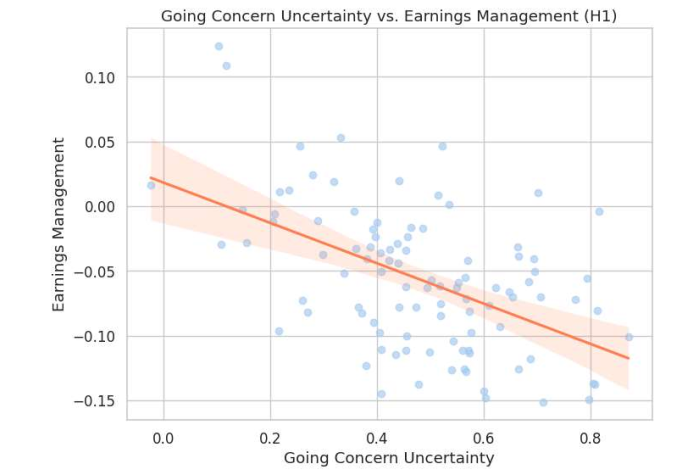 Going Concern Uncertainty vs. Earnings Management (H1)
0.10
0.05
0.00
−0.05
−0.10
−0.15
Earnings Management
0.0 0.2 0.4 0.6 0.8
Going Concern Uncertainty